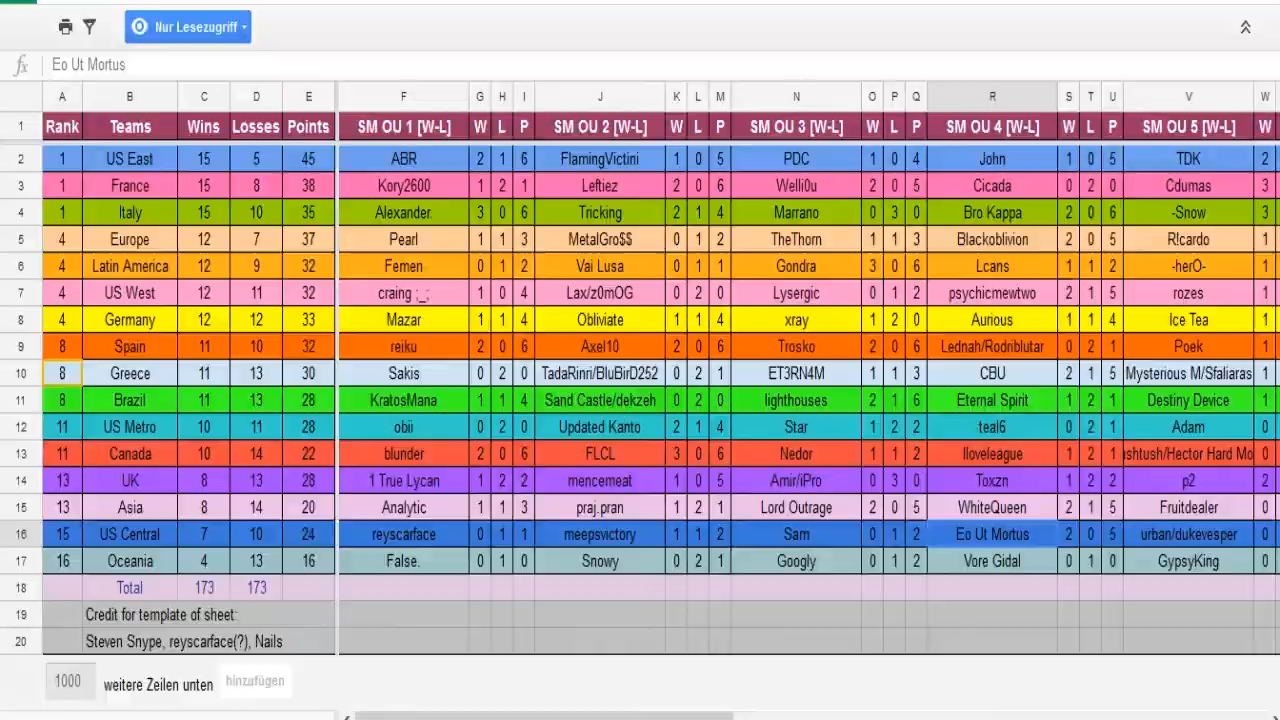 Nur Lesezugriff
fx Eo Ut Mortus
A B C D E F G H I J K L M N O P Q R S T U V W
1 Rank Teams Wins Losses Points SM OU 1 [W-L] W L P SM OU 2 [W-L] W L P SM OU 3 [W-L] W L P SM OU 4 [W-L] W L P SM OU 5 [W-L] W
2 1 US East 15 5 45 ABR 2 1 6 FlamingVictini 1 0 5 PDC 1 0 4 John 1 0 5 TDK 2
3 1 France 15 8 38 Kory2600 1 2 1 Leftiez 2 0 6 Welli0u 2 0 5 Cicada 0 2 0 Cdumas 3
4 1 Italy 15 10 35 Alexander. 3 0 6 Tricking 2 1 4 Marrano 0 3 0 Bro Kappa 2 0 6 -Snow 3
5 4 Europe 12 7 37 Pearl 1 1 3 MetalGro$$ 0 1 2 TheThorn 1 1 3 Blackoblivion 2 0 5 R!cardo 1
6 4 Latin America 12 9 32 Femen 0 1 2 Vai Lusa 0 1 1 Gondra 3 0 6 Lcans 1 1 2 -herO- 1
7 4 US West 12 11 32 craing ;_; 1 0 4 Lax/z0mOG 0 2 0 Lysergic 0 1 2 psychicmewtwo 2 1 5 rozes 1
8 4 Germany 12 12 33 Mazar 1 1 4 Obliviate 1 1 4 xray 1 2 0 Aurious 1 1 4 Ice Tea 1
9 8 Spain 11 10 32 reiku 2 0 6 Axel10 2 0 6 Trosko 2 0 6 Lednah/Rodriblutar 0 2 1 Poek 1
10 8 Greece 11 13 30 Sakis 0 2 0 TadaRinri/BluBirD252 0 2 1 ET3RN4M 1 1 3 CBU 2 1 5 Mysterious M/Sfaliaras 1
11 8 Brazil 11 13 28 KratosMana 1 1 4 Sand Castle/dekzeh 0 2 0 lighthouses 2 1 6 Eternal Spirit 1 2 1 Destiny Device 1
12 11 US Metro 10 11 28 obii 0 2 0 Updated Kanto 2 1 4 Star 1 2 2 teal6 0 2 1 Adam 0
13 11 Canada 10 14 22 blunder 2 0 6 FLCL 3 0 6 Nedor 1 1 2 Iloveleague 1 2 1 shtush/Hector Hard Mo 0
14 13 UK 8 13 28 1 True Lycan 1 2 2 mencemeat 1 0 5 Amir/iPro 0 3 0 Toxzn 1 2 2 p2 2
15 13 Asia 8 14 20 Analytic 1 1 3 praj.pran 1 2 1 Lord Outrage 2 0 5 WhiteQueen 2 1 5 Fruitdealer 0
16 15 US Central 7 10 24 reyscarface 0 1 1 meepsvictory 1 1 2 Sam 0 1 2 Eo Ut Mortus 2 0 5 urban/dukevesper 0
17 16 Oceania 4 13 16 False. 0 1 0 Snowy 0 2 1 Googly 0 1 2 Vore Gidal 0 1 0 GypsyKing 0
18 Total 173 173
19 Credit for template of sheet:
20 Steven Snype, reyscarface(?), Nails
1000 weitere Zeilen unten hinzufügen